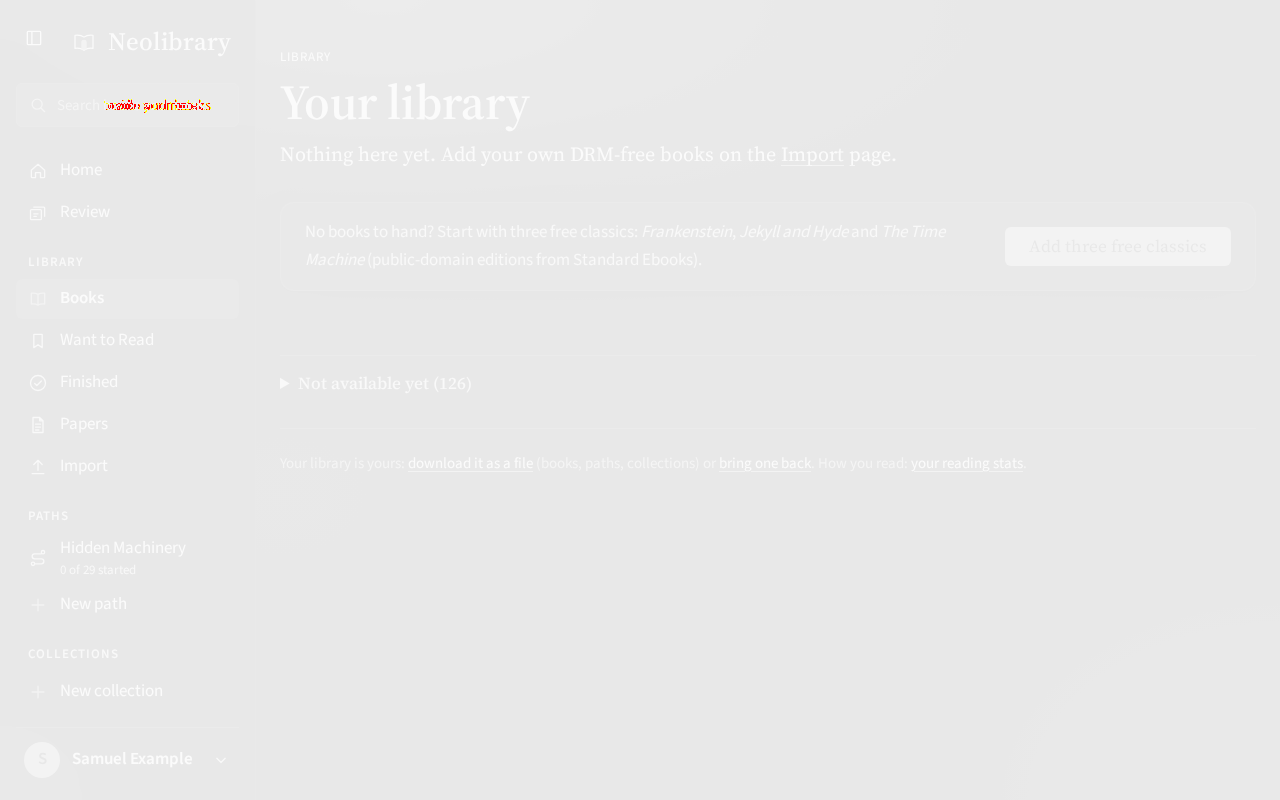 Neolibrary
Search
Home
Review
LIBRARY
Books
Want to Read
Finished
Papers
Import
PATHS
Hidden Machinery
0 of 29 started
New path
COLLECTIONS
New collection
S
Samuel Example
LIBRARY
Your library
Nothing here yet. Add your own DRM-free books on the Import page.
No books to hand? Start with three free classics: Frankenstein, Jekyll and Hyde and The Time
Machine (public-domain editions from Standard Ebooks).
Add three free classics
Not available yet (126)
Your library is yours: download it as a file (books, paths, collections) or bring one back. How you read: your reading stats.